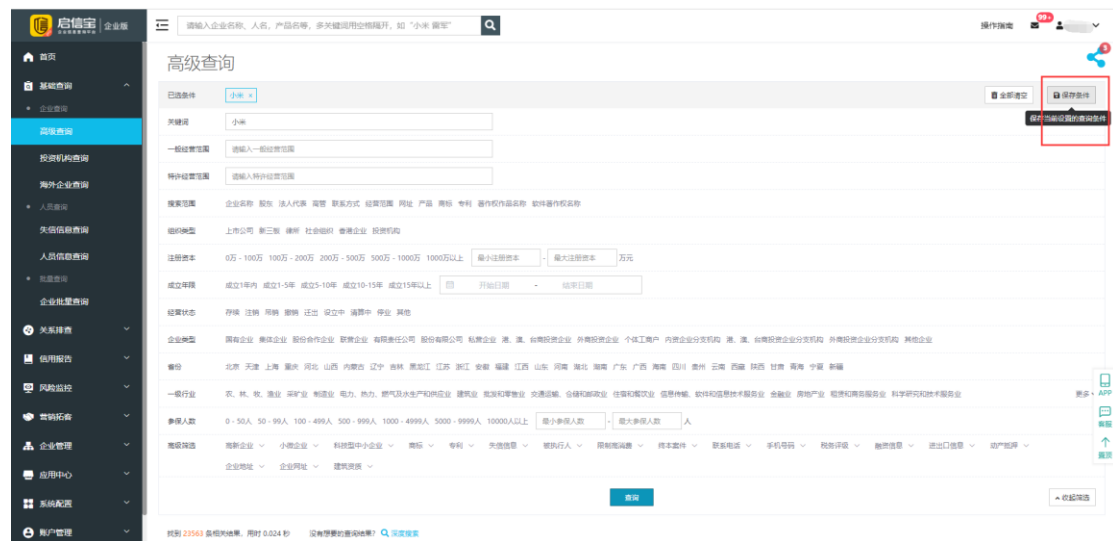 启信宝 企业版
请输入企业名称、人名、产品名等，多关键词用空格隔开，如 “小米 雷军”
操作指南
99+
首页
基础查询
企业查询
高级查询
投资机构查询
海外企业查询
人员查询
失信信息查询
人员信息查询
批量查询
企业批量查询
关系排查
信用报告
风险监控
营销拓客
企业管理
应用中心
系统配置
账户管理
高级查询
3
已选条件 小米 × 全部清空 保存条件
保存当前设置的查询条件
关键词 小米
一般经营范围 请输入一般经营范围
特许经营范围 请输入特许经营范围
搜索范围 企业名称 股东 法人代表 高管 联系方式 经营范围 网址 产品 商标 专利 著作权作品名称 软件著作权名称
组织类型 上市公司 新三板 律所 社会组织 香港企业 投资机构
注册资本 0万 - 100万 100万 - 200万 200万 - 500万 500万 - 1000万 1000万以上 最小注册资本 - 最大注册资本 万元
成立年限 成立1年内 成立1-5年 成立5-10年 成立10-15年 成立15年以上 开始日期 - 结束日期
经营状态 存续 注销 吊销 撤销 迁出 设立中 清算中 停业 其他
企业类型 国有企业 集体企业 股份合作企业 联营企业 有限责任公司 股份有限公司 私营企业 港、澳、台商投资企业 外商投资企业 个体工商户 内资企业分支机构 港、澳、台商投资企业分支机构 外商投资企业分支机构 其他企业
省份 北京 天津 上海 重庆 河北 山西 内蒙古 辽宁 吉林 黑龙江 江苏 浙江 安徽 福建 江西 山东 河南 湖北 湖南 广东 广西 海南 四川 贵州 云南 西藏 陕西 甘肃 青海 宁夏 新疆
一级行业 农、林、牧、渔业 采矿业 制造业 电力、热力、燃气及水生产和供应业 建筑业 批发和零售业 交通运输、仓储和邮政业 住宿和餐饮业 信息传输、软件和信息技术服务业 金融业 房地产业 租赁和商务服务业 科学研究和技术服务业 更多
参保人数 0 - 50人 50 - 99人 100 - 499人 500 - 999人 1000 - 4999人 5000 - 9999人 10000人以上 最小参保人数 - 最大参保人数 人
高级筛选 高新企业 小微企业 科技型中小企业 商标 专利 失信信息 被执行人 限制高消费 终本案件 联系电话 手机号码 税务评级 融资信息 进出口信息 动产抵押
企业地址 企业网址 建筑资质
查询
收起筛选
找到 23563 条相关结果，用时 0.024 秒 没有想要的查询结果？ 深度搜索
APP
客服
置顶